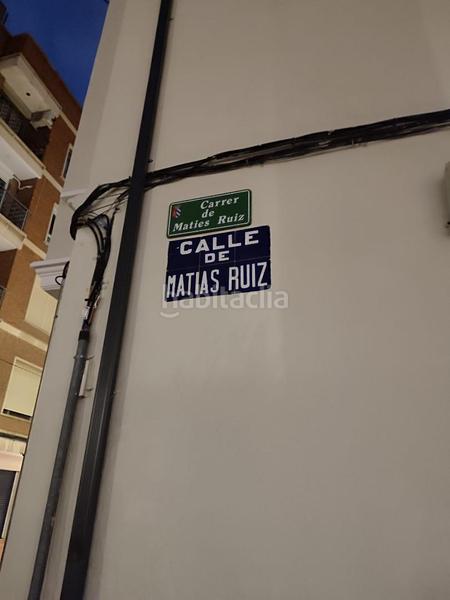 Carrer
de
Maties Ruiz
CALLE
DE
MATIAS RUIZ
habitaclia